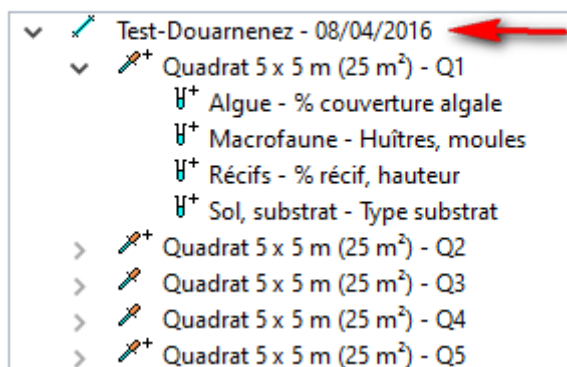 Test-Douarnenez - 08/04/2016
Quadrat 5 x 5 m (25 m²) - Q1
Algue - % couverture algale
Macrofaune - Huîtres, moules
Récifs - % récif, hauteur
Sol, substrat - Type substrat
Quadrat 5 x 5 m (25 m²) - Q2
Quadrat 5 x 5 m (25 m²) - Q3
Quadrat 5 x 5 m (25 m²) - Q4
Quadrat 5 x 5 m (25 m²) - Q5